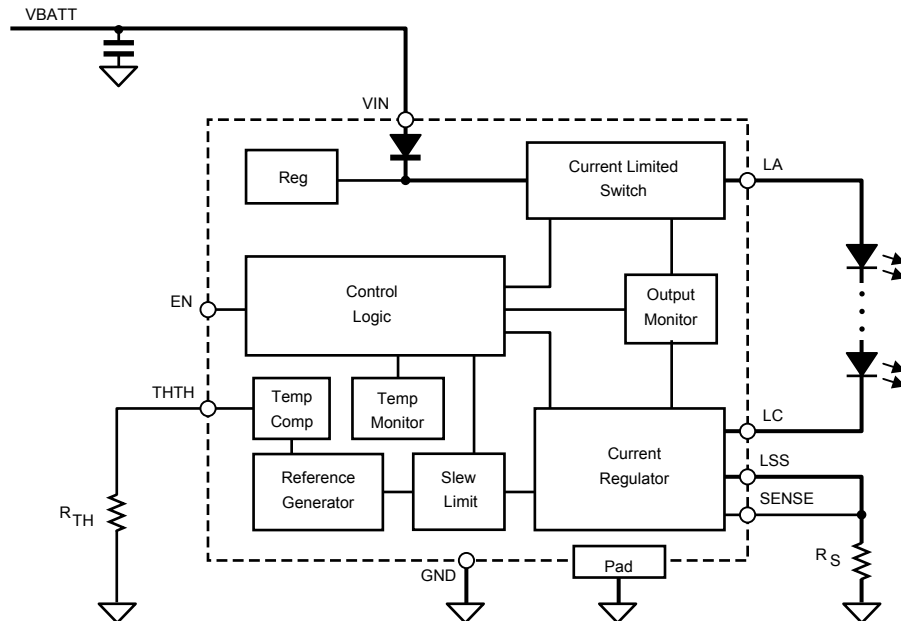 VBATT
VIN
Reg
Current Limited
Switch
LA
EN
Control
Logic
Output
Monitor
THTH
Temp
Comp
Temp
Monitor
LC
Current
Regulator
LSS
Reference
Generator
Slew
Limit
SENSE
RTH
GND
Pad
RS